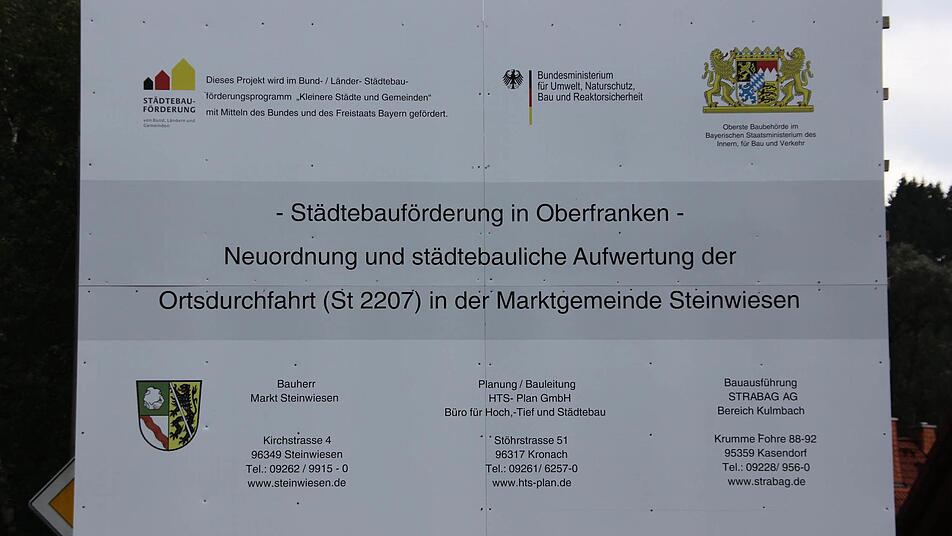 STÄDTEBAU-
FÖRDERUNG
von Bund, Ländern und
Gemeinden
Dieses Projekt wird im Bund- / Länder- Städtebau-
förderungsprogramm „Kleinere Städte und Gemeinden“
mit Mitteln des Bundes und des Freistaats Bayern gefördert.
Bundesministerium
für Umwelt, Naturschutz,
Bau und Reaktorsicherheit
Oberste Baubehörde im
Bayerischen Staatsministerium des
Innern, für Bau und Verkehr
- Städtebauförderung in Oberfranken -
Neuordnung und städtebauliche Aufwertung der
Ortsdurchfahrt (St 2207) in der Marktgemeinde Steinwiesen
Bauherr
Markt Steinwiesen
Kirchstrasse 4
96349 Steinwiesen
Tel.: 09262 / 9915 - 0
www.steinwiesen.de
Planung / Bauleitung
HTS- Plan GmbH
Büro für Hoch,-Tief und Städtebau
Stöhrstrasse 51
96317 Kronach
Tel.: 09261/ 6257-0
www.hts-plan.de
Bauausführung
STRABAG AG
Bereich Kulmbach
Krumme Fohre 88-92
95359 Kasendorf
Tel.: 09228/ 956-0
www.strabag.de